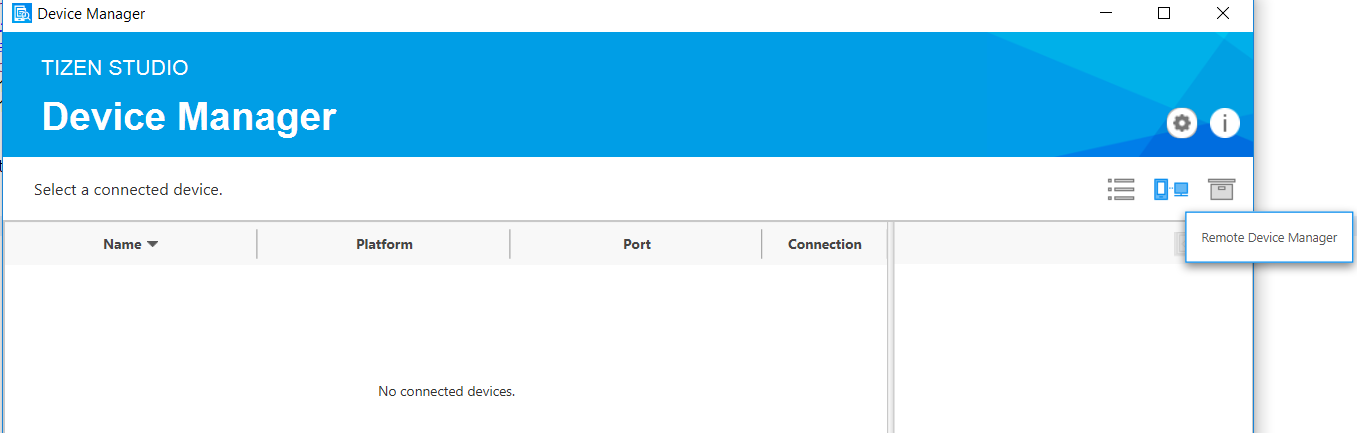 Device Manager
TIZEN STUDIO
Device Manager
Select a connected device.
Name Platform Port Connection
Remote Device Manager
No connected devices.